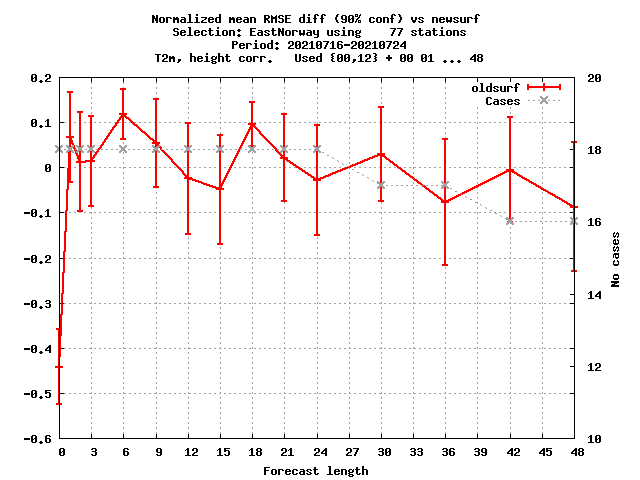 Normalized mean RMSE diff (90% conf) vs newsurf
Selection: EastNorway using    77 stations
Period: 20210716-20210724
T2m, height corr.   Used {00,12} + 00 01 ... 48
0.2
0.1
0
-0.1
-0.2
-0.3
-0.4
-0.5
-0.6
oldsurf
Cases
20
18
16
14
12
10
No cases
0 3 6 9 12 15 18 21 24 27 30 33 36 39 42 45 48
Forecast length